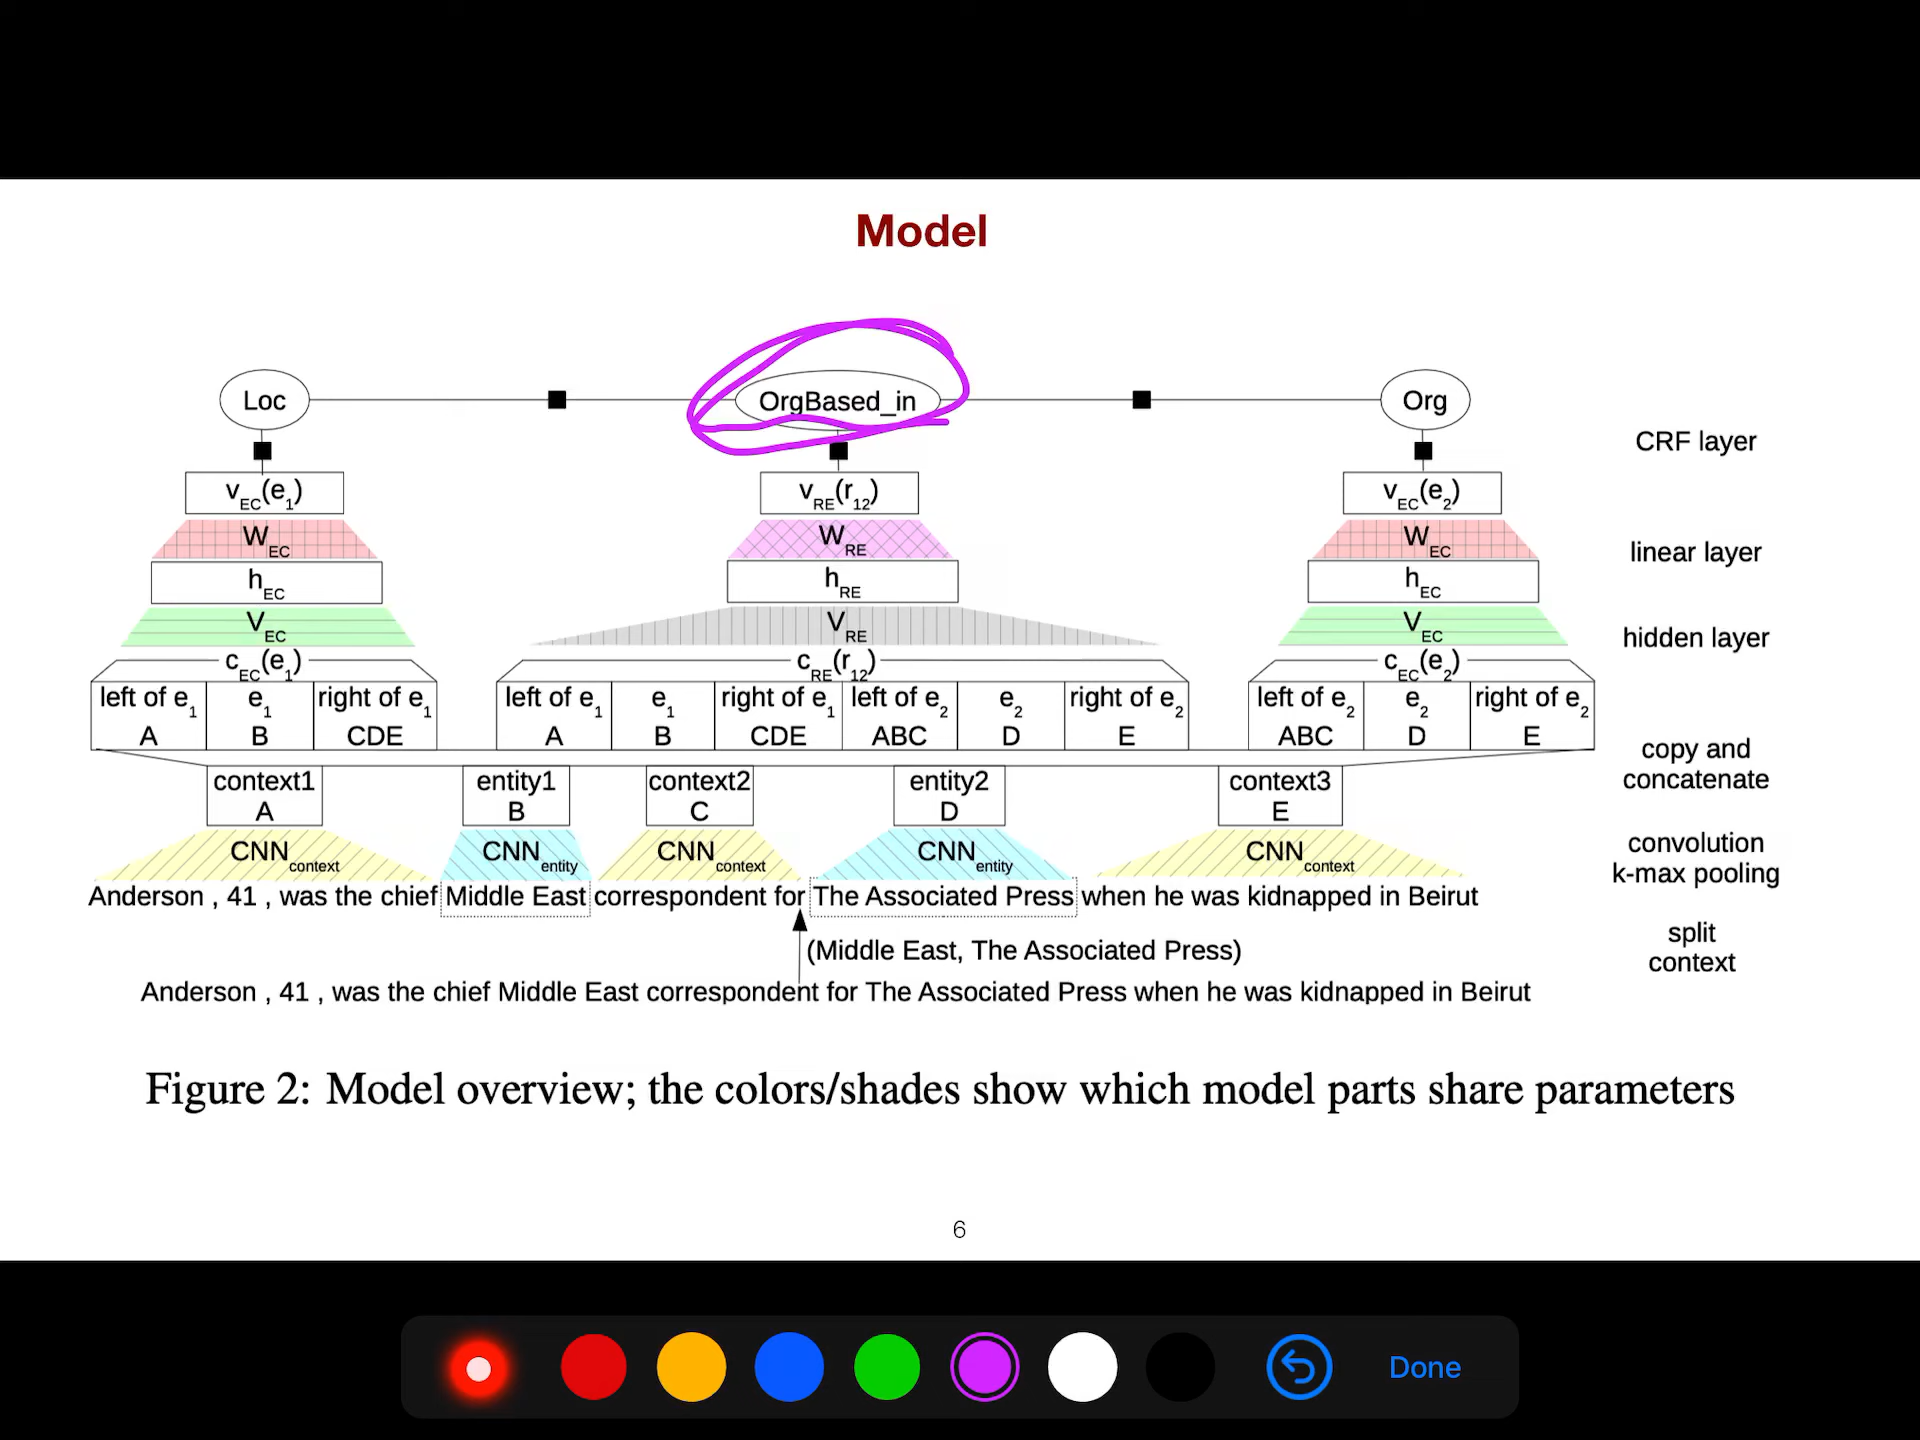 Model
Loc OrgBased_in Org
CRF layer
vEC(e1) vRE(r12) vEC(e2)
WEC WRE WEC
linear layer
hEC hRE hEC
VEC VRE VEC
hidden layer
cEC(e1) cRE(r12) cEC(e2)
left of e1 e1 right of e1 left of e1 e1 right of e1 left of e2 e2 right of e2 left of e2 e2 right of e2
A B CDE A B CDE ABC D E ABC D E
copy and
concatenate
context1 entity1 context2 entity2 context3
A B C D E
convolution
k-max pooling
CNNcontext CNNentity CNNcontext CNNentity CNNcontext
Anderson , 41 , was the chief Middle East correspondent for The Associated Press when he was kidnapped in Beirut
split
context
(Middle East, The Associated Press)
Anderson , 41 , was the chief Middle East correspondent for The Associated Press when he was kidnapped in Beirut
Figure 2: Model overview; the colors/shades show which model parts share parameters
6
Done